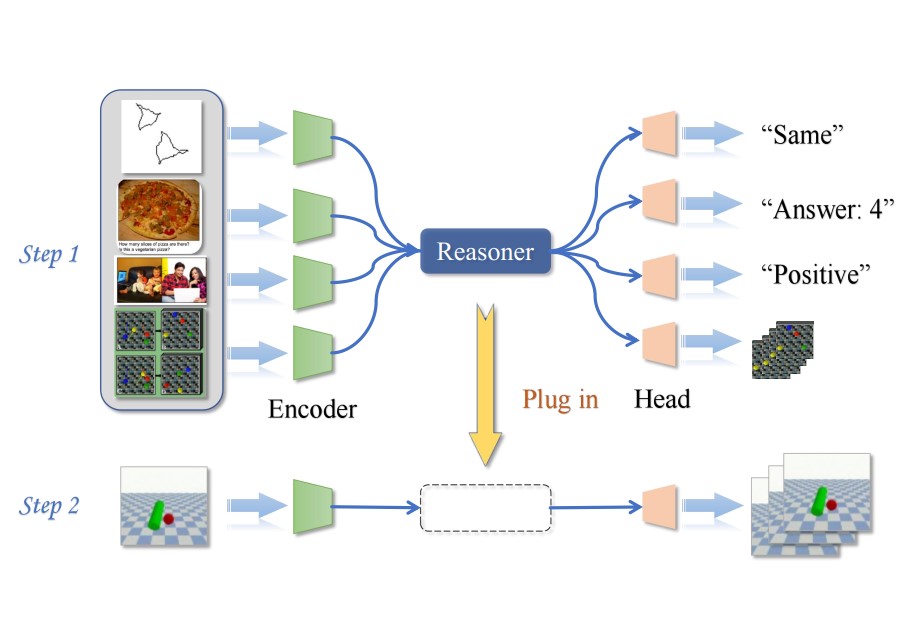 “Same”
How many slices of pizza are there?
Is this a vegetarian pizza?
“Answer: 4”
Step 1
Reasoner
“Positive”
Encoder
Plug in
Head
Step 2